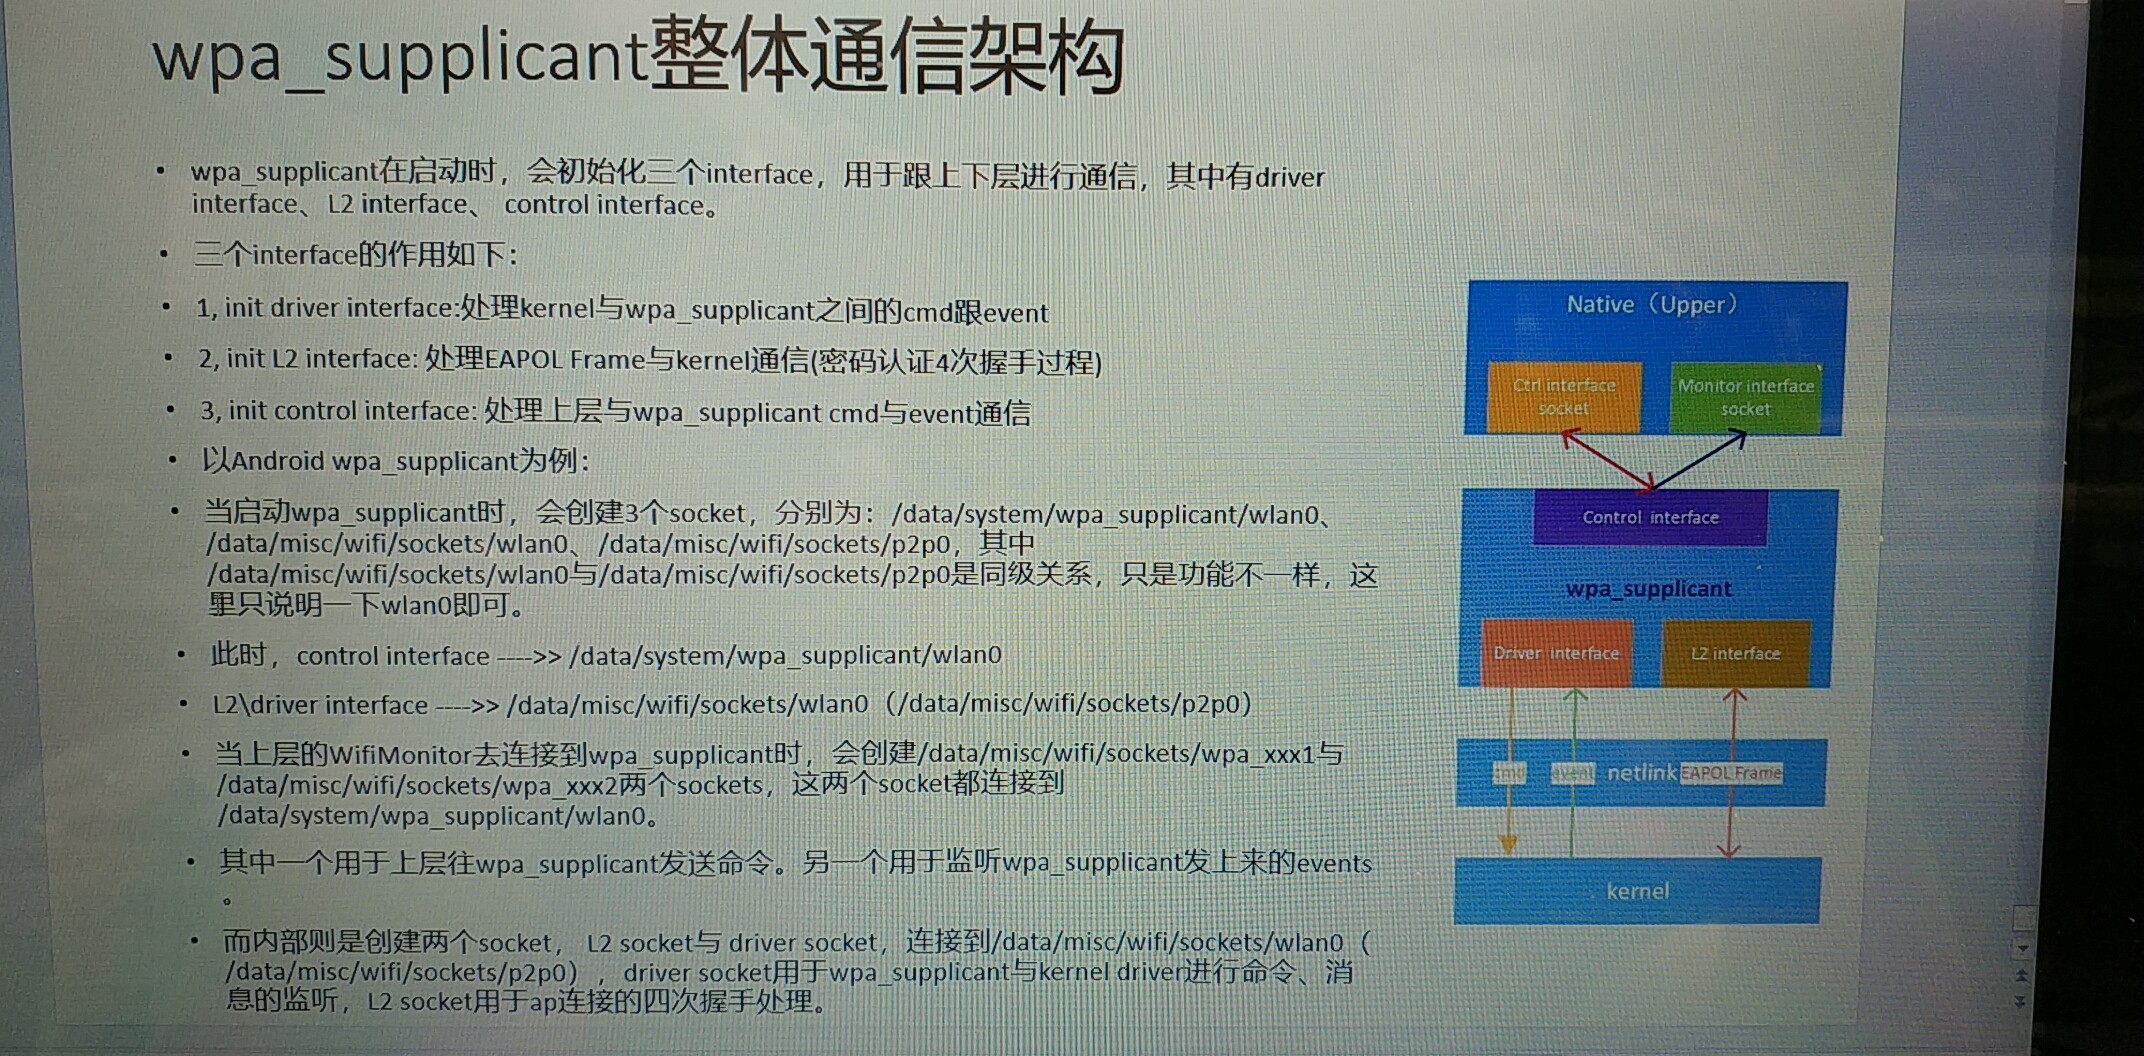 wpa_supplicant整体通信架构
• wpa_supplicant在启动时，会初始化三个interface，用于跟上下层进行通信，其中有driver
interface、L2 interface、 control interface。
• 三个interface的作用如下：
• 1, init driver interface:处理kernel与wpa_supplicant之间的cmd跟event
• 2, init L2 interface: 处理EAPOL Frame与kernel通信(密码认证4次握手过程)
• 3, init control interface: 处理上层与wpa_supplicant cmd与event通信
• 以Android wpa_supplicant为例：
• 当启动wpa_supplicant时，会创建3个socket，分别为：/data/system/wpa_supplicant/wlan0、
/data/misc/wifi/sockets/wlan0、/data/misc/wifi/sockets/p2p0，其中
/data/misc/wifi/sockets/wlan0与/data/misc/wifi/sockets/p2p0是同级关系，只是功能不一样，这
里只说明一下wlan0即可。
• 此时，control interface ---->> /data/system/wpa_supplicant/wlan0
• L2\driver interface ---->> /data/misc/wifi/sockets/wlan0（/data/misc/wifi/sockets/p2p0）
• 当上层的WifiMonitor去连接到wpa_supplicant时，会创建/data/misc/wifi/sockets/wpa_xxx1与
/data/misc/wifi/sockets/wpa_xxx2两个sockets，这两个socket都连接到
/data/system/wpa_supplicant/wlan0。
• 其中一个用于上层往wpa_supplicant发送命令。另一个用于监听wpa_supplicant发上来的events
。
• 而内部则是创建两个socket， L2 socket与 driver socket，连接到/data/misc/wifi/sockets/wlan0（
/data/misc/wifi/sockets/p2p0），driver socket用于wpa_supplicant与kernel driver进行命令、消
息的监听，L2 socket用于ap连接的四次握手处理。
Native（Upper）
Ctrl interface
socket
Monitor interface
socket
Control interface
wpa_supplicant
Driver interface
L2 interface
cmd
event
netlink
EAPOL Frame
kernel